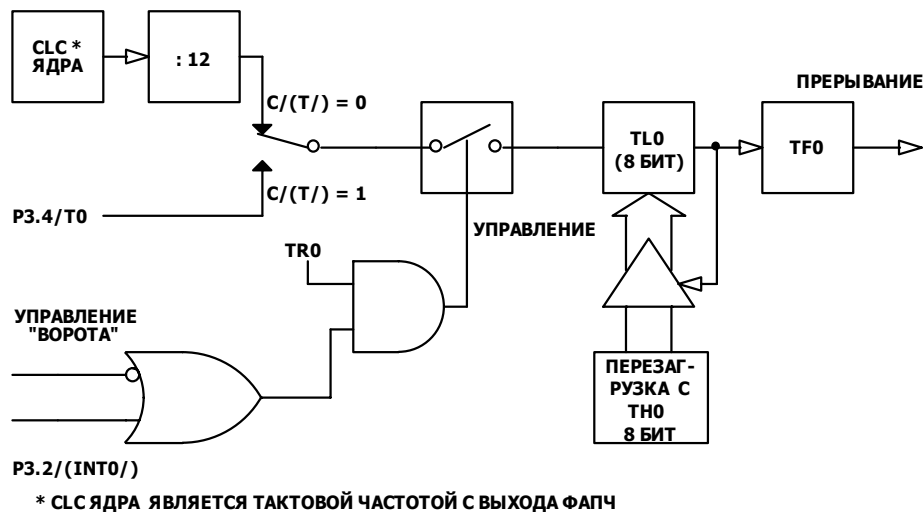 CLC *
ЯДРА
: 12
ПРЕРЫВАНИЕ
C/(T/) = 0
TL0
(8 БИТ)
TF0
C/(T/) = 1
P3.4/T0
УПРАВЛЕНИЕ
TR0
УПРАВЛЕНИЕ
"ВОРОТА"
ПЕРЕЗАГ-
РУЗКА С
TH0
8 БИТ
P3.2/(INT0/)
* CLC ЯДРА ЯВЛЯЕТСЯ ТАКТОВОЙ ЧАСТОТОЙ С ВЫХОДА ФАПЧ